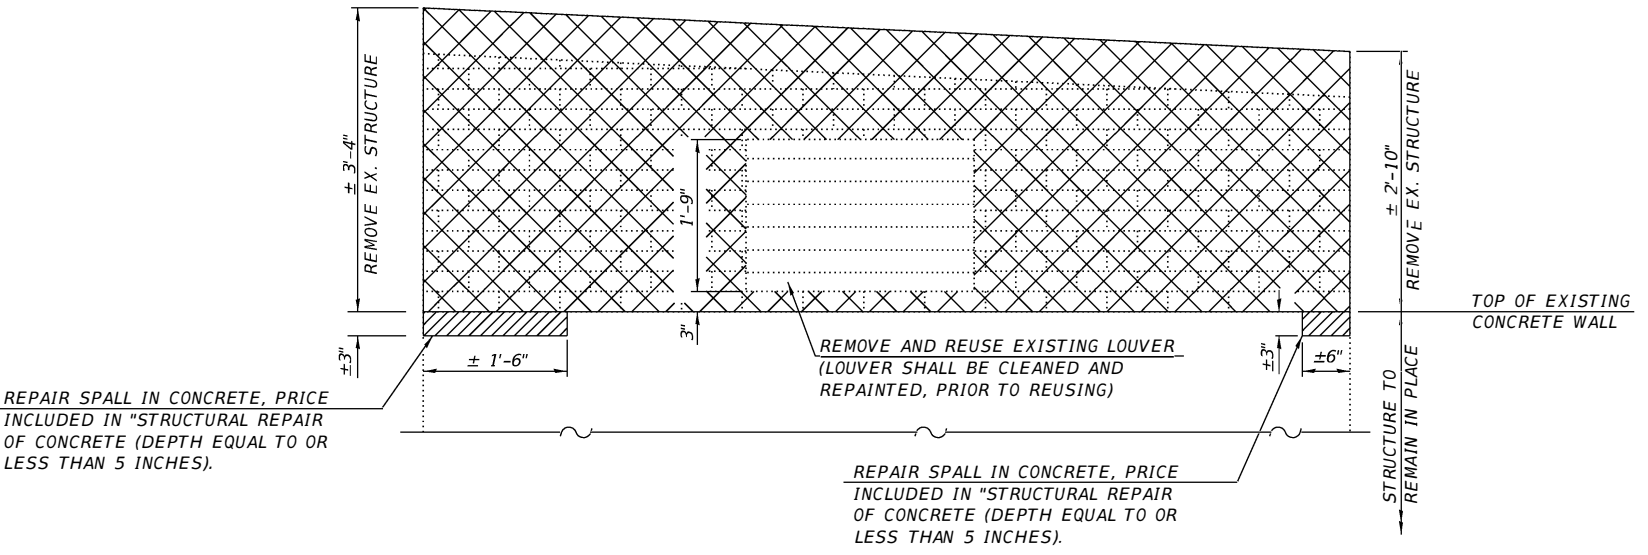 ± 3'-4"
REMOVE EX. STRUCTURE
1'-9"
± 2'-10"
REMOVE EX. STRUCTURE
TOP OF EXISTING
CONCRETE WALL
±3"
± 1'-6"
3"
REMOVE AND REUSE EXISTING LOUVER
(LOUVER SHALL BE CLEANED AND
REPAINTED, PRIOR TO REUSING)
±3"
±6"
STRUCTURE TO
REMAIN IN PLACE
REPAIR SPALL IN CONCRETE, PRICE
INCLUDED IN "STRUCTURAL REPAIR
OF CONCRETE (DEPTH EQUAL TO OR
LESS THAN 5 INCHES).
REPAIR SPALL IN CONCRETE, PRICE
INCLUDED IN "STRUCTURAL REPAIR
OF CONCRETE (DEPTH EQUAL TO OR
LESS THAN 5 INCHES).